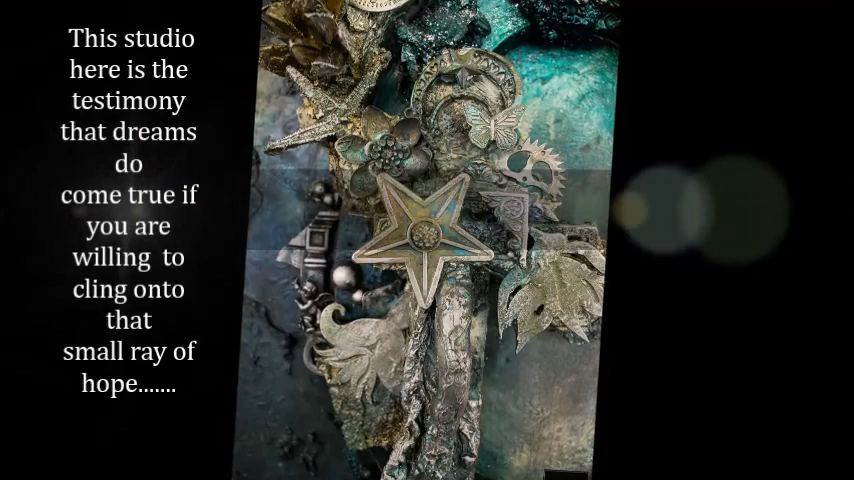 This studio
here is the
testimony
that dreams
do
come true if
you are
willing to
cling onto
that
small ray of
hope.......